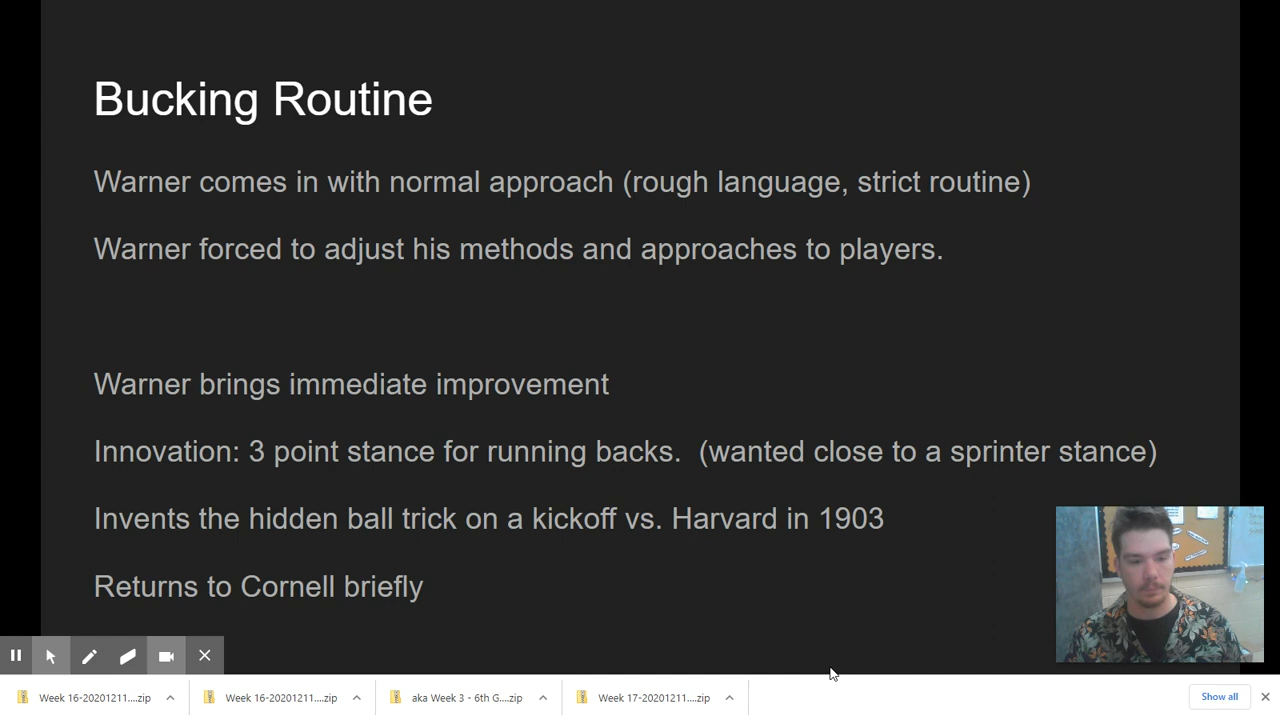 Bucking Routine
Warner comes in with normal approach (rough language, strict routine)
Warner forced to adjust his methods and approaches to players.
Warner brings immediate improvement
Innovation: 3 point stance for running backs.  (wanted close to a sprinter stance)
Invents the hidden ball trick on a kickoff vs. Harvard in 1903
Returns to Cornell briefly
Week 16-20201211....zip
Week 16-20201211....zip
aka Week 3 - 6th G....zip
Week 17-20201211....zip
Show all